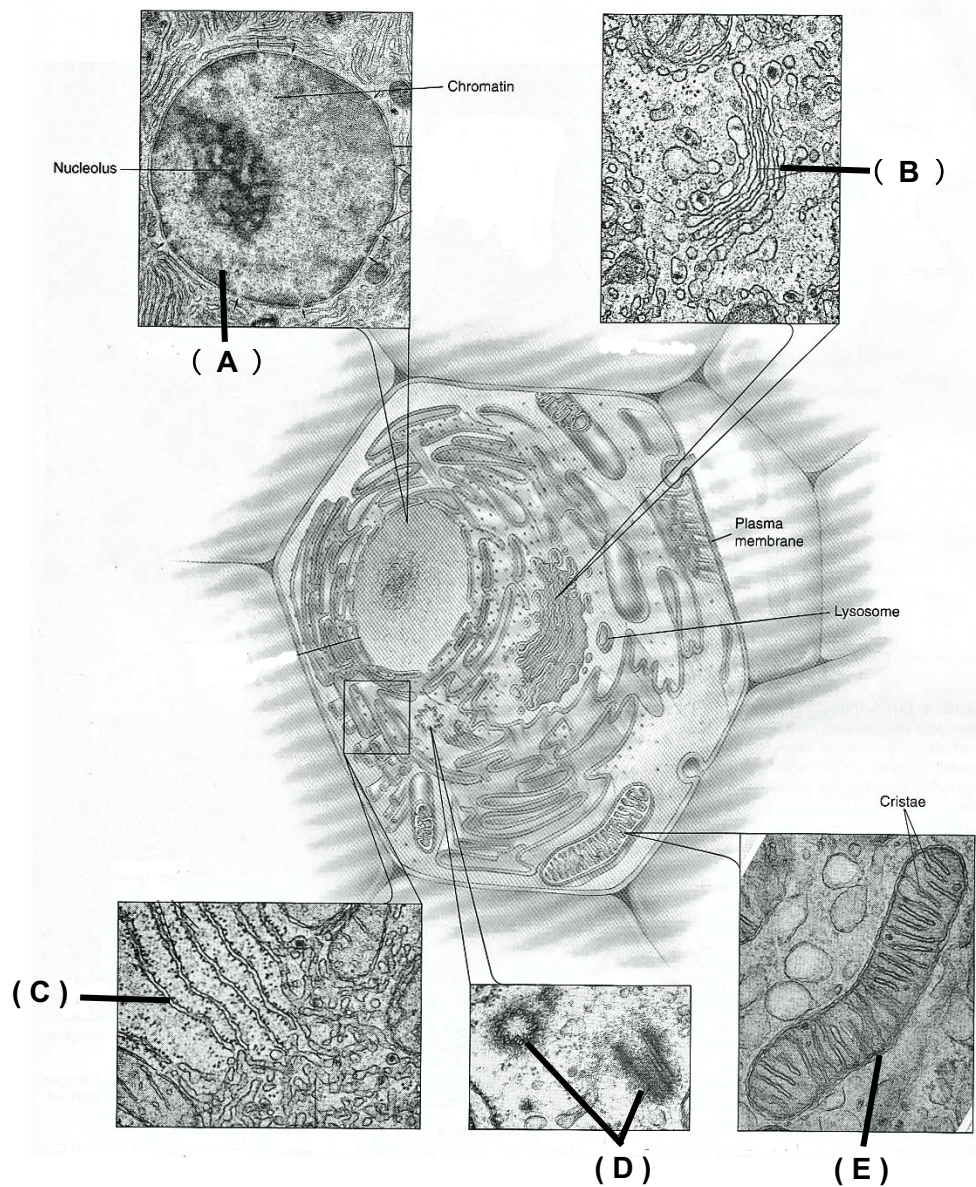 Chromatin
Nucleolus
( B )
( A )
Plasma
membrane
Lysosome
Cristae
( C )
( D )
( E )